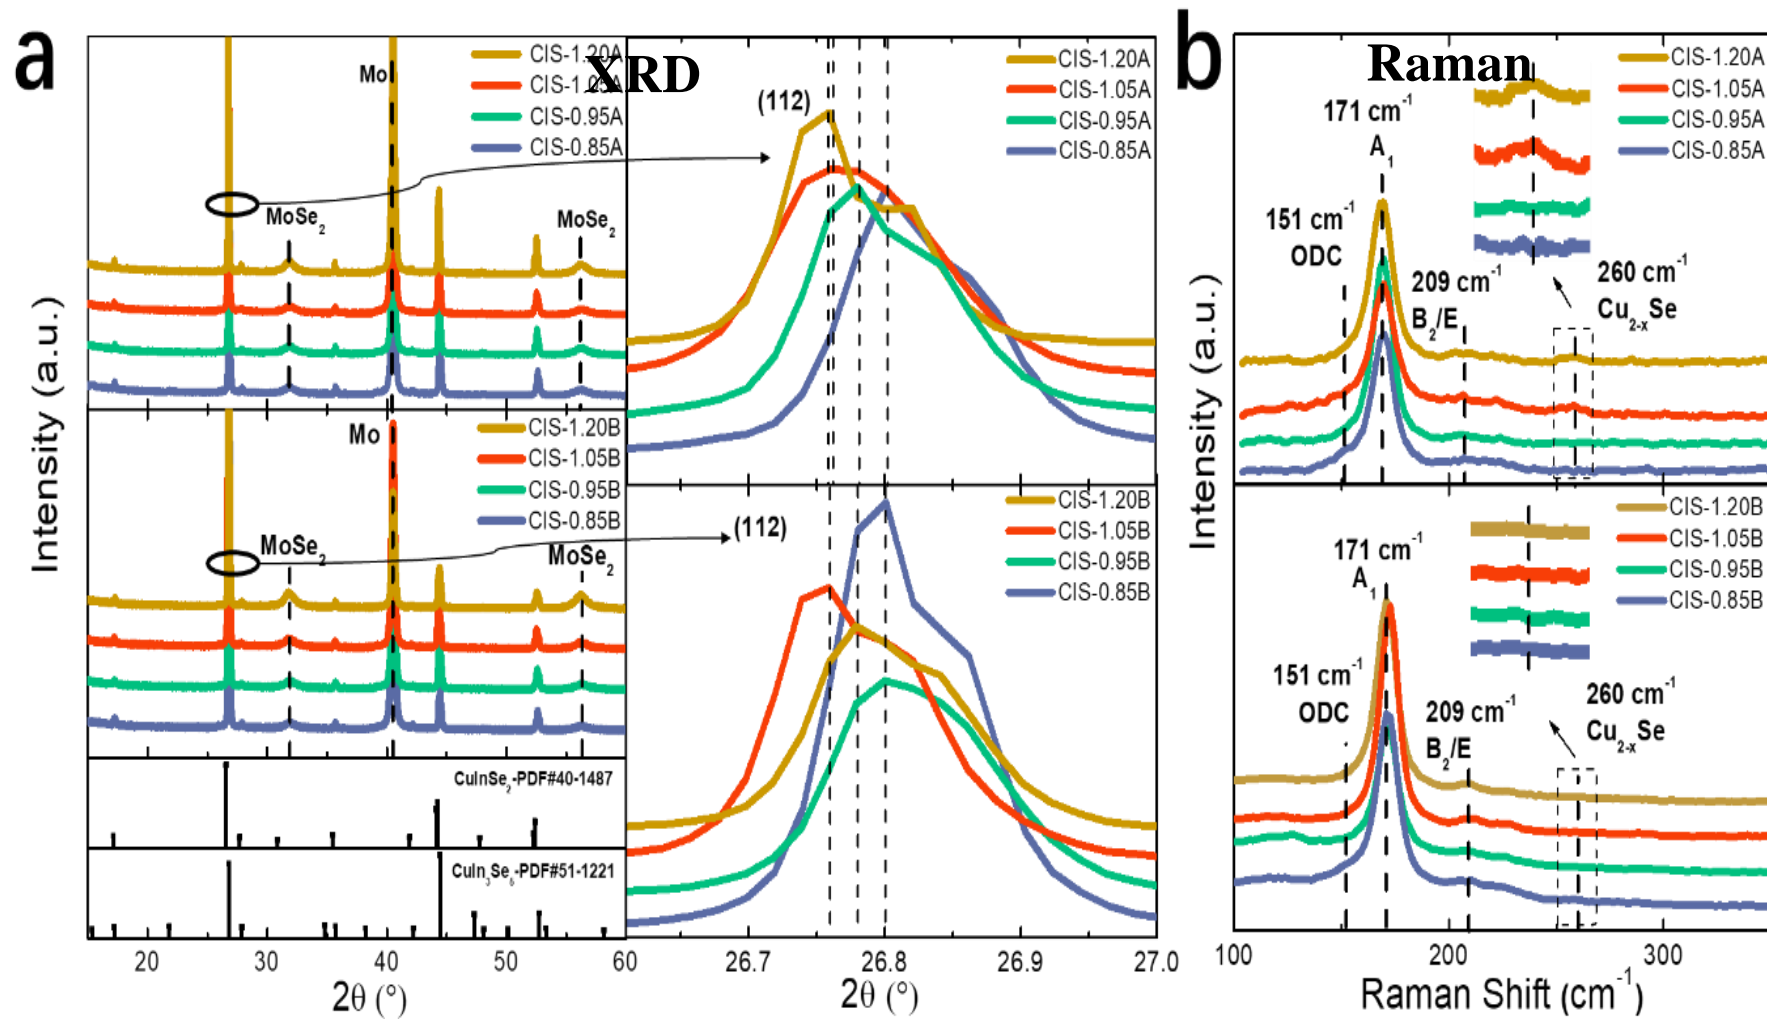 a
XRD
Intensity (a.u.)
CIS-1.20A
CIS-1.05A
CIS-0.95A
CIS-0.85A
Mo
MoSe2
MoSe2
CIS-1.20B
CIS-1.05B
CIS-0.95B
CIS-0.85B
Mo
MoSe2
MoSe2
CuInSe2-PDF#40-1487
20 30 40 50 60
2θ (°)
(112)
CIS-1.20A
CIS-1.05A
CIS-0.95A
CIS-0.85A
(112)
CIS-1.20B
CIS-1.05B
CIS-0.95B
CIS-0.85B
26.7 26.8 26.9 27.0
2θ (°)
b
Raman
Intensity (a.u.)
CIS-1.20A
CIS-1.05A
CIS-0.95A
CIS-0.85A
171 cm-1
A1
151 cm-1
ODC
209 cm-1
B2/E
260 cm-1
Cu2-xSe
CIS-1.20B
CIS-1.05B
CIS-0.95B
CIS-0.85B
171 cm-1
A1
151 cm-1
ODC
209 cm-1
B2/E
260 cm-1
Cu2-xSe
100 200 300
Raman Shift (cm-1)